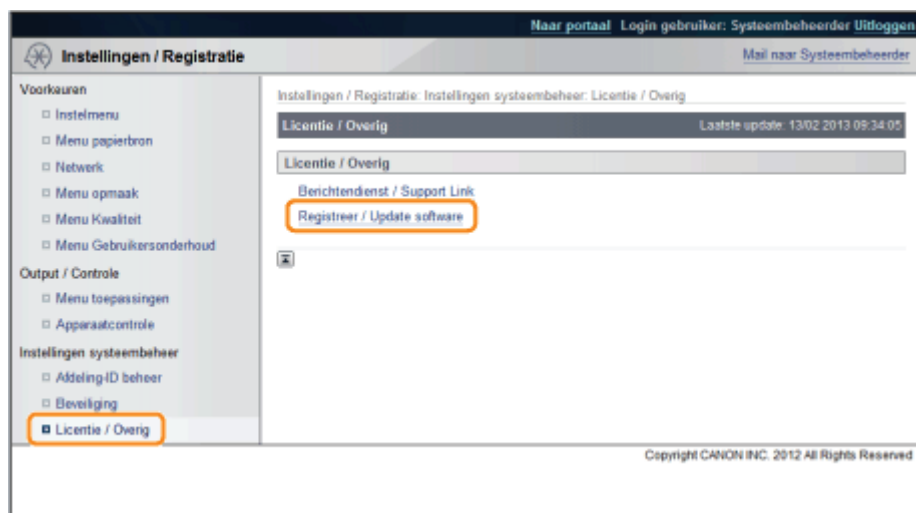 Naar portaal Login gebruiker: Systeembeheerder Uitloggen
Instellingen / Registratie
Mail naar Systeembeheerder
Voorkeuren
Instelmenu
Menu papierbron
Netwerk
Menu opmaak
Menu Kwaliteit
Menu Gebruikersonderhoud
Output / Controle
Menu toepassingen
Apparaatcontrole
Instellingen systeembeheer
Afdeling-ID beheer
Beveiliging
Licentie / Overig
Instellingen / Registratie: Instellingen systeembeheer: Licentie / Overig
Licentie / Overig
Laatste update: 13/02 2013 09:34:05
Licentie / Overig
Berichtendienst / Support Link
Registreer / Update software
Copyright CANON INC. 2012 All Rights Reserved